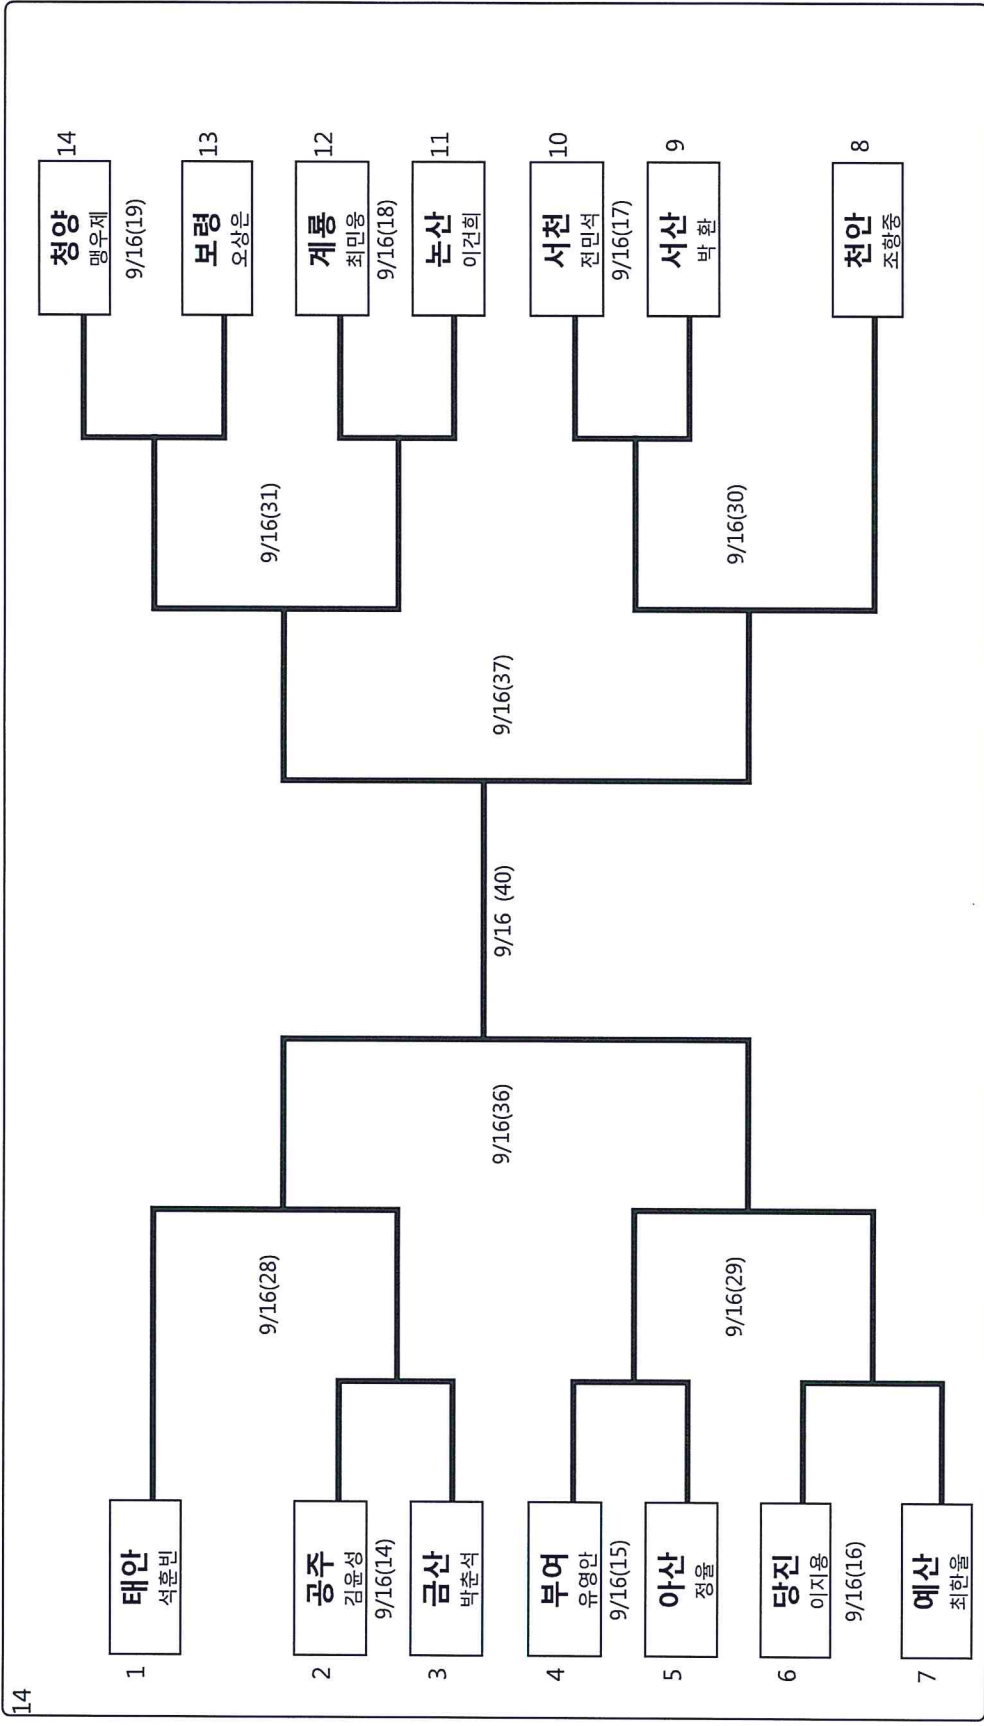 14
1
태안
석훈빈
9/16(28)
2
공주
김윤성
9/16(14)
3
금산
박춘석
9/16(36)
4
부여
유영안
9/16(15)
5
아산
정율
9/16(29)
6
당진
이지용
9/16(16)
7
예산
최한울
9/16 (40)
14
청양
맹우제
9/16(19)
13
보령
오상은
9/16(31)
12
계룡
최민웅
9/16(18)
11
논산
이건희
9/16(37)
10
서천
전민석
9/16(17)
9
서산
박 환
9/16(30)
8
천안
조항중